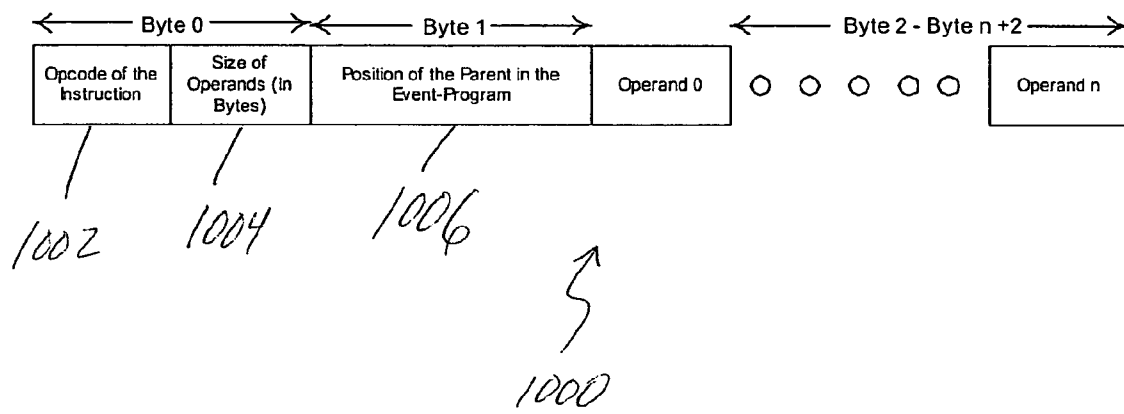 Byte 0
Byte 1
Byte 2 - Byte n +2
Opcode of the
Instruction
Size of
Operands (in
Bytes)
Position of the Parent in the
Event-Program
Operand 0
Operand n
1002
1004
1006
1000